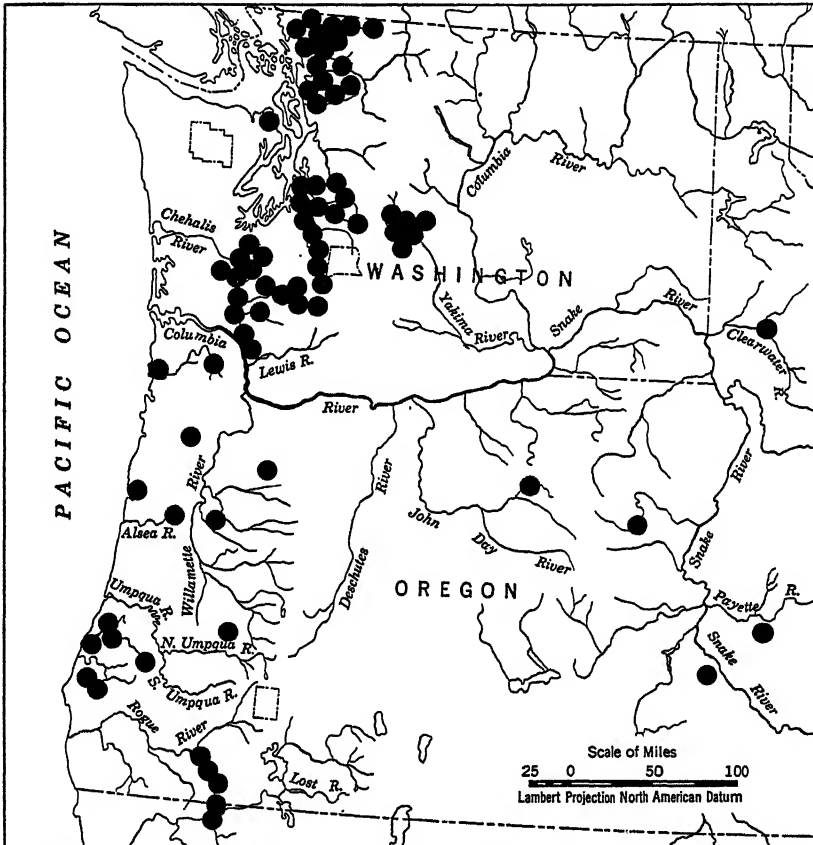 Columbia
River
Chehalis
River
PACIFIC OCEAN
WASHINGTON
Yakima
River
Snake
River
Columbia
Lewis R.
Clearwater
R.
River
River
River
Snake
River
Alsea R.
Willamette
Deschutes
John
Day
River
OREGON
Umpqua R.
N. Umpqua R.
S.
Umpqua R.
Payette
R.
Snake
River
Rogue
River
Lost R.
Scale of Miles
25 0 50 100
Lambert Projection North American Datum